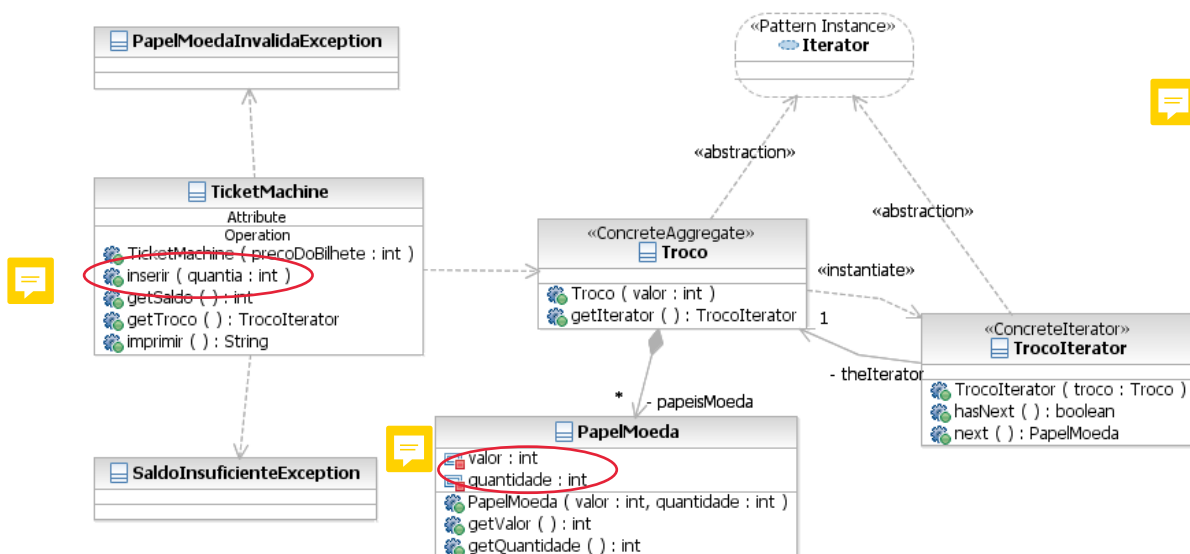 PapelMoedaInvalidaException
«Pattern Instance»
Iterator
«abstraction»
«abstraction»
TicketMachine
Attribute
Operation
TicketMachine ( precoDoBilhete : int )
inserir ( quantia : int )
getSaldo ( ) : int
getTroco ( ) : TrocoIterator
imprimir ( ) : String
«ConcreteAggregate»
Troco
Troco ( valor : int )
getIterator ( ) : TrocoIterator
«instantiate»
1
- theIterator
«ConcreteIterator»
TrocoIterator
TrocoIterator ( troco : Troco )
hasNext ( ) : boolean
next ( ) : PapelMoeda
*
- papeisMoeda
PapelMoeda
valor : int
quantidade : int
PapelMoeda ( valor : int, quantidade : int )
getValor ( ) : int
getQuantidade ( ) : int
SaldoInsuficienteException